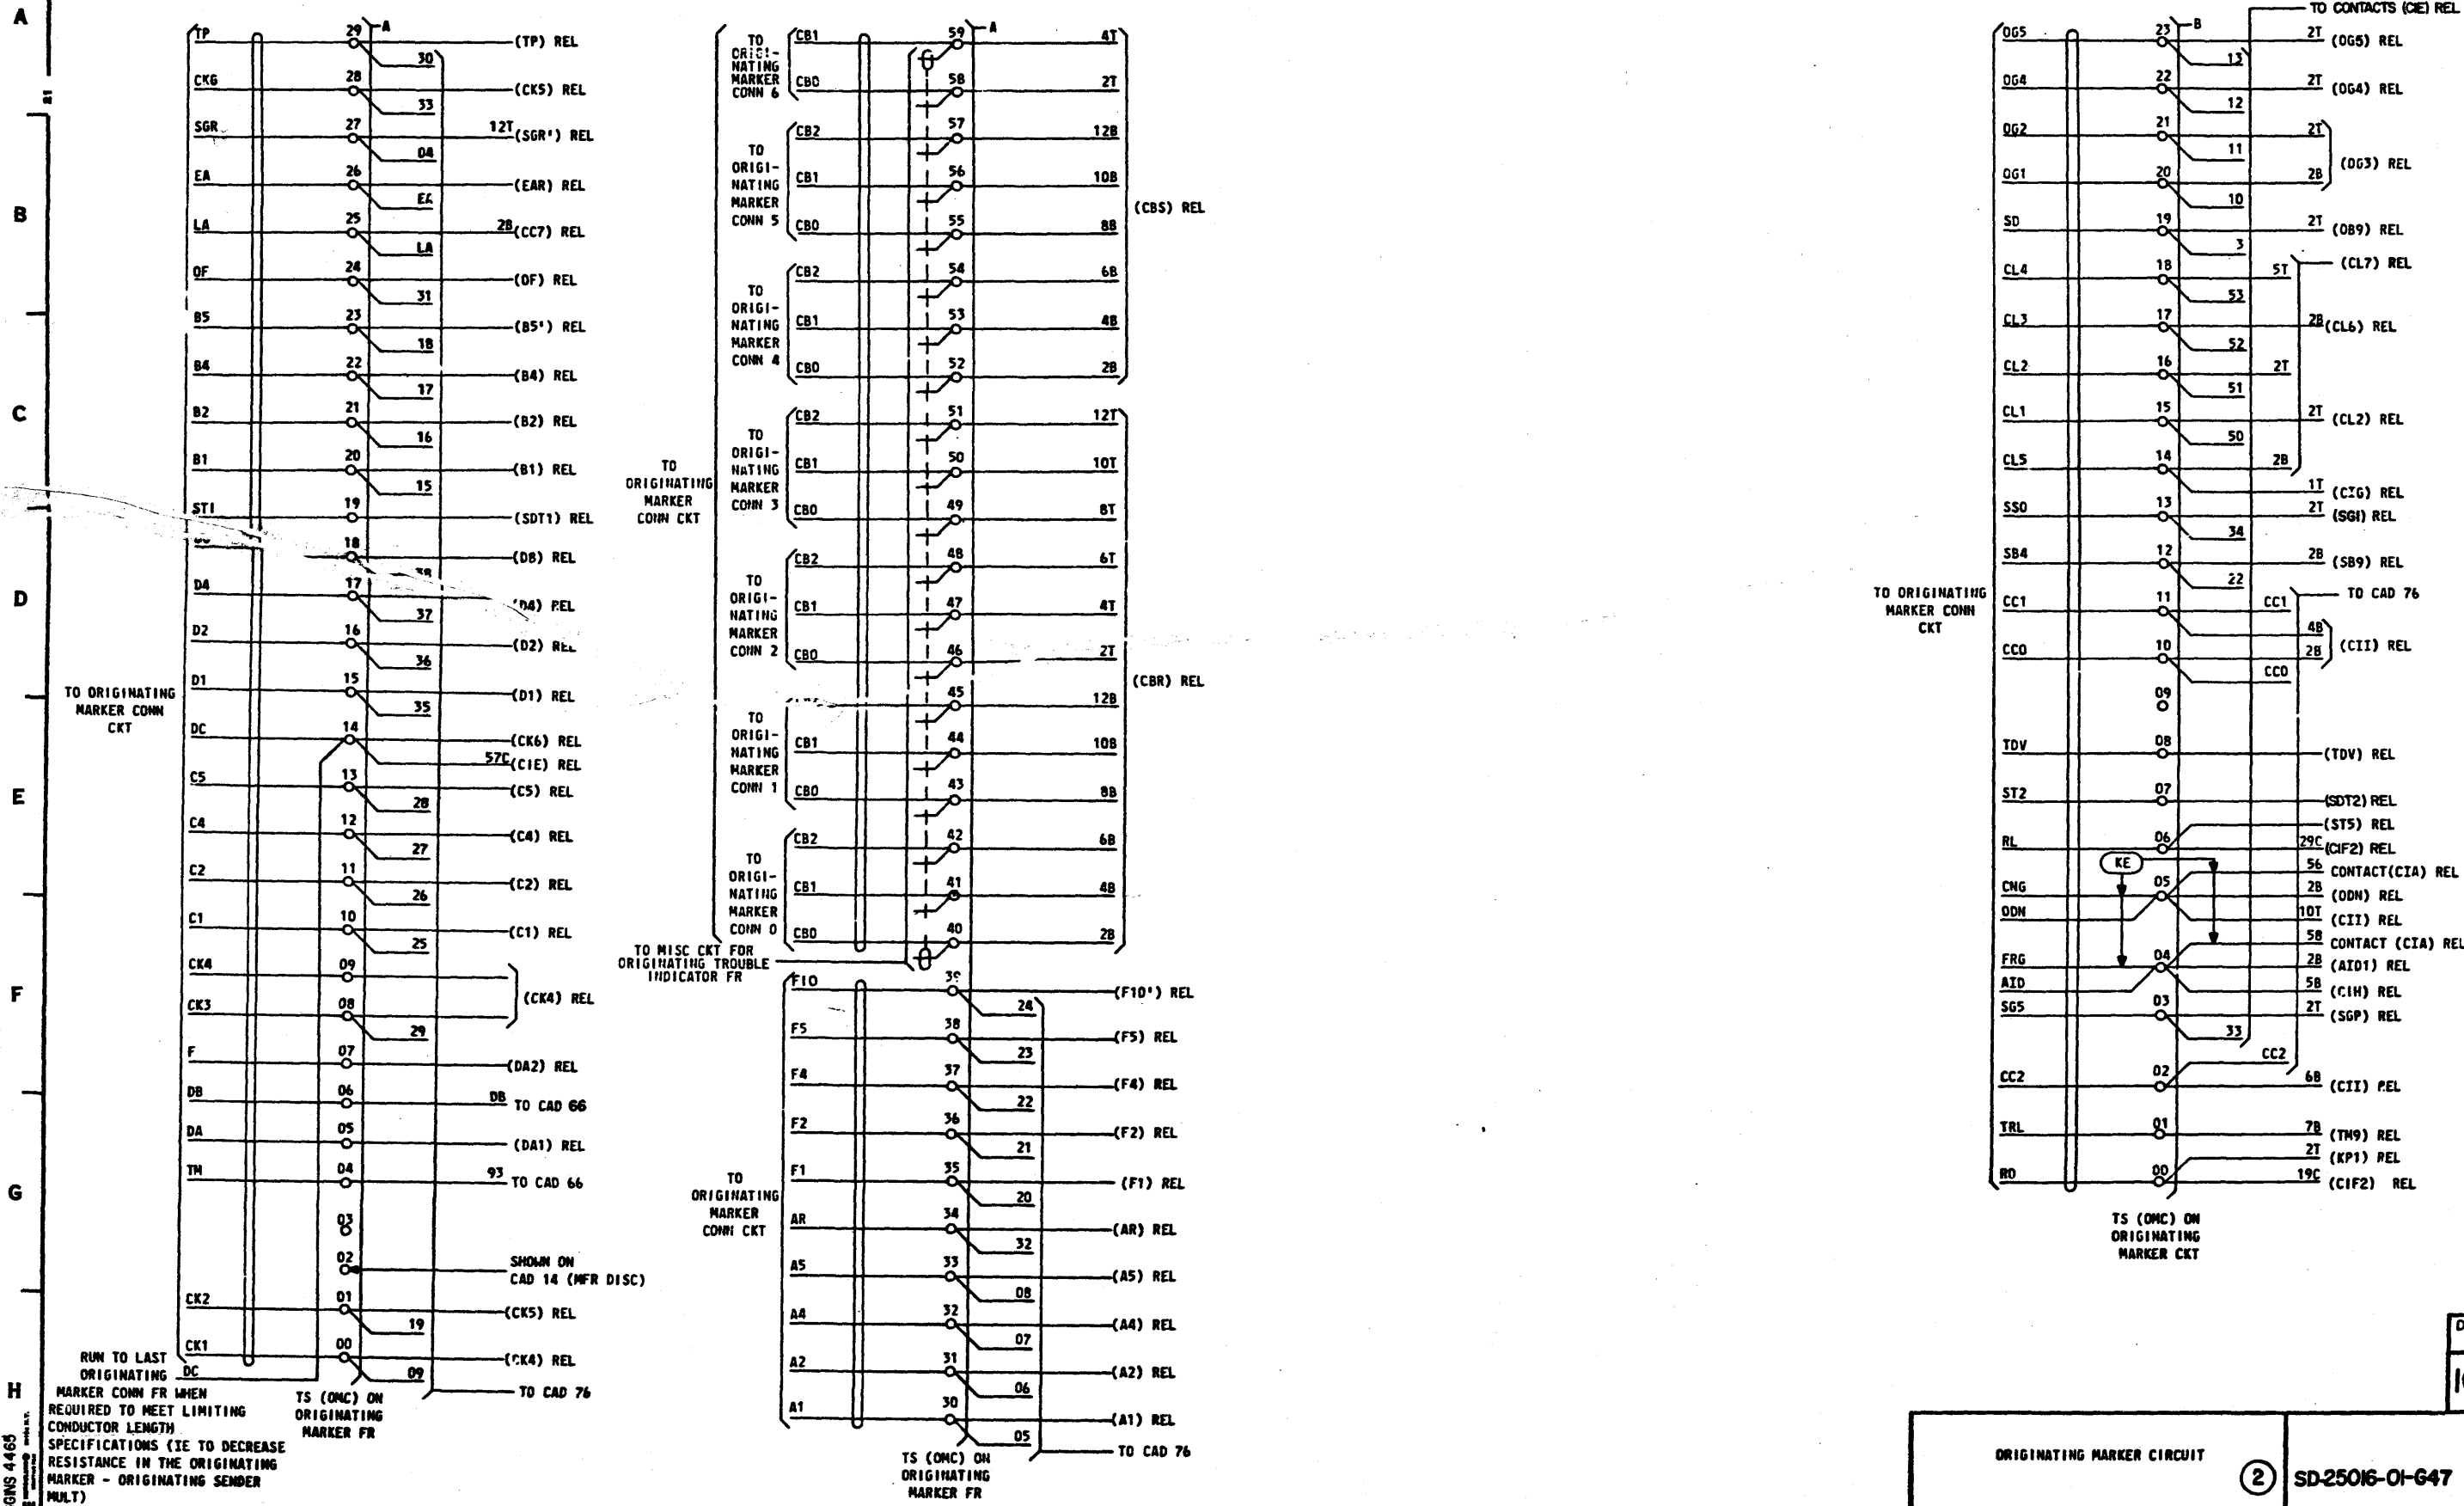 A
B
C
D
E
F
G
H
21
TP 29 A (TP) REL
30
CKG 28 (CK5) REL
33
SGR 27 12T (SGR') REL
04
EA 26 (EAR) REL
EA
LA 25 2B (CC7) REL
LA
OF 24 (OF) REL
31
B5 23 (B5') REL
18
B4 22 (B4) REL
17
B2 21 (B2) REL
16
B1 20 (B1) REL
15
STI 19 (SDT1) REL
18 (D8) REL
38
D4 17 (D4) REL
37
D2 16 (D2) REL
36
D1 15 (D1) REL
35
TO ORIGINATING
MARKER CONN
CKT
DC 14 (CK6) REL
57C (CIE) REL
C5 13 (C5) REL
28
C4 12 (C4) REL
27
C2 11 (C2) REL
26
C1 10 (C1) REL
25
CK4 09
(CK4) REL
CK3 08
29
F 07 (DA2) REL
DB 06 DB TO CAD 66
DA 05 (DA1) REL
TM 04 93 TO CAD 66
03
02 SHOWN ON
CAD 14 (MFR DISC)
CK2 01 (CK5) REL
19
CK1 00 (CK4) REL
09
DC
TO CAD 76
RUN TO LAST
ORIGINATING
MARKER CONN FR WHEN
REQUIRED TO MEET LIMITING
CONDUCTOR LENGTH
SPECIFICATIONS (IE TO DECREASE
RESISTANCE IN THE ORIGINATING
MARKER - ORIGINATING SENDER
MULT)
TS (OMC) ON
ORIGINATING
MARKER FR
TO
ORIGINATING
MARKER
CONN CKT
TO
ORIGI-
NATING
MARKER
CONN 6
CB1 59 A 4T
CBO 58 2T
TO
ORIGI-
NATING
MARKER
CONN 5
CB2 57 12B
CB1 56 10B
(CBS) REL
CBO 55 8B
TO
ORIGI-
NATING
MARKER
CONN 4
CB2 54 6B
CB1 53 4B
CBO 52 2B
TO
ORIGI-
NATING
MARKER
CONN 3
CB2 51 12T
CB1 50 10T
CBO 49 8T
TO
ORIGI-
NATING
MARKER
CONN 2
CB2 48 6T
CB1 47 4T
CBO 46 2T
(CBR) REL
TO
ORIGI-
NATING
MARKER
CONN 1
45 12B
CB1 44 10B
CBO 43 8B
TO
ORIGI-
NATING
MARKER
CONN 0
CB2 42 6B
CB1 41 4B
CBO 40 2B
TO MISC CKT FOR
ORIGINATING TROUBLE
INDICATOR FR
F10 39 (F10') REL
24
F5 38 (F5) REL
23
F4 37 (F4) REL
22
F2 36 (F2) REL
21
F1 35 (F1) REL
20
TO
ORIGINATING
MARKER
CONN CKT
AR 34 (AR) REL
32
A5 33 (A5) REL
08
A4 32 (A4) REL
07
A2 31 (A2) REL
06
A1 30 (A1) REL
05
TO CAD 76
TS (OMC) ON
ORIGINATING
MARKER FR
TO CONTACTS (CIE) REL
OG5 23 B 2T (OG5) REL
13
OG4 22 2T (OG4) REL
12
OG2 21 2T
11
(OG3) REL
OG1 20 2B
10
SD 19 2T (OB9) REL
3
(CL7) REL
CL4 18 5T
53
CL3 17 2B (CL6) REL
52
CL2 16 2T
51
CL1 15 2T (CL2) REL
50
CL5 14 2B
1T (CIG) REL
SSO 13 2T (SGI) REL
34
SB4 12 2B (SB9) REL
22
TO CAD 76
TO ORIGINATING
MARKER CONN
CKT
CC1 11 CC1
4B
(CII) REL
CCO 10 2B
CCO
09
TDV 08 (TDV) REL
ST2 07 (SDT2) REL
(ST5) REL
RL 06 29C (CIF2) REL
KE
56 CONTACT(CIA) REL
CNG 05 2B (ODN) REL
ODN 10T (CII) REL
58 CONTACT (CIA) REL
FRG 04 2B (AID1) REL
AID 5B (CIH) REL
SG5 03 2T (SGP) REL
33
CC2
CC2 02 6B (CII) REL
TRL 01 7B (TM9) REL
2T (KP1) REL
RO 00 19C (CIF2) REL
TS (OMC) ON
ORIGINATING
MARKER CKT
ORIGINATING MARKER CIRCUIT
2
SD-25016-01-G47